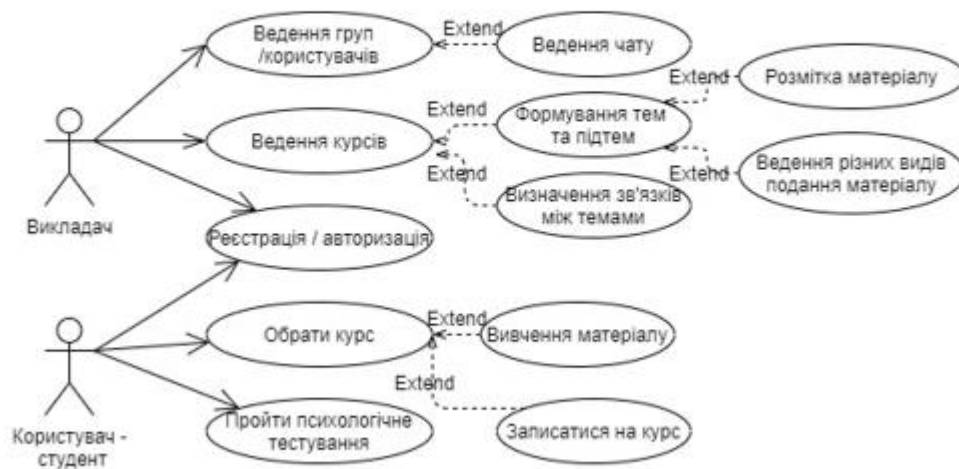 Ведення груп
/користувачів
Extend
Ведення чату
Extend
Розмітка матеріалу
Extend
Формування тем
та підтем
Ведення курсів
Extend
Extend
Ведення різних видів
подання матеріалу
Визначення зв'язків
між темами
Викладач
Реєстрація / авторизація
Обрати курс
Extend
Вивчення матеріалу
Extend
Користувач -
студент
Пройти психологічне
тестування
Записатися на курс